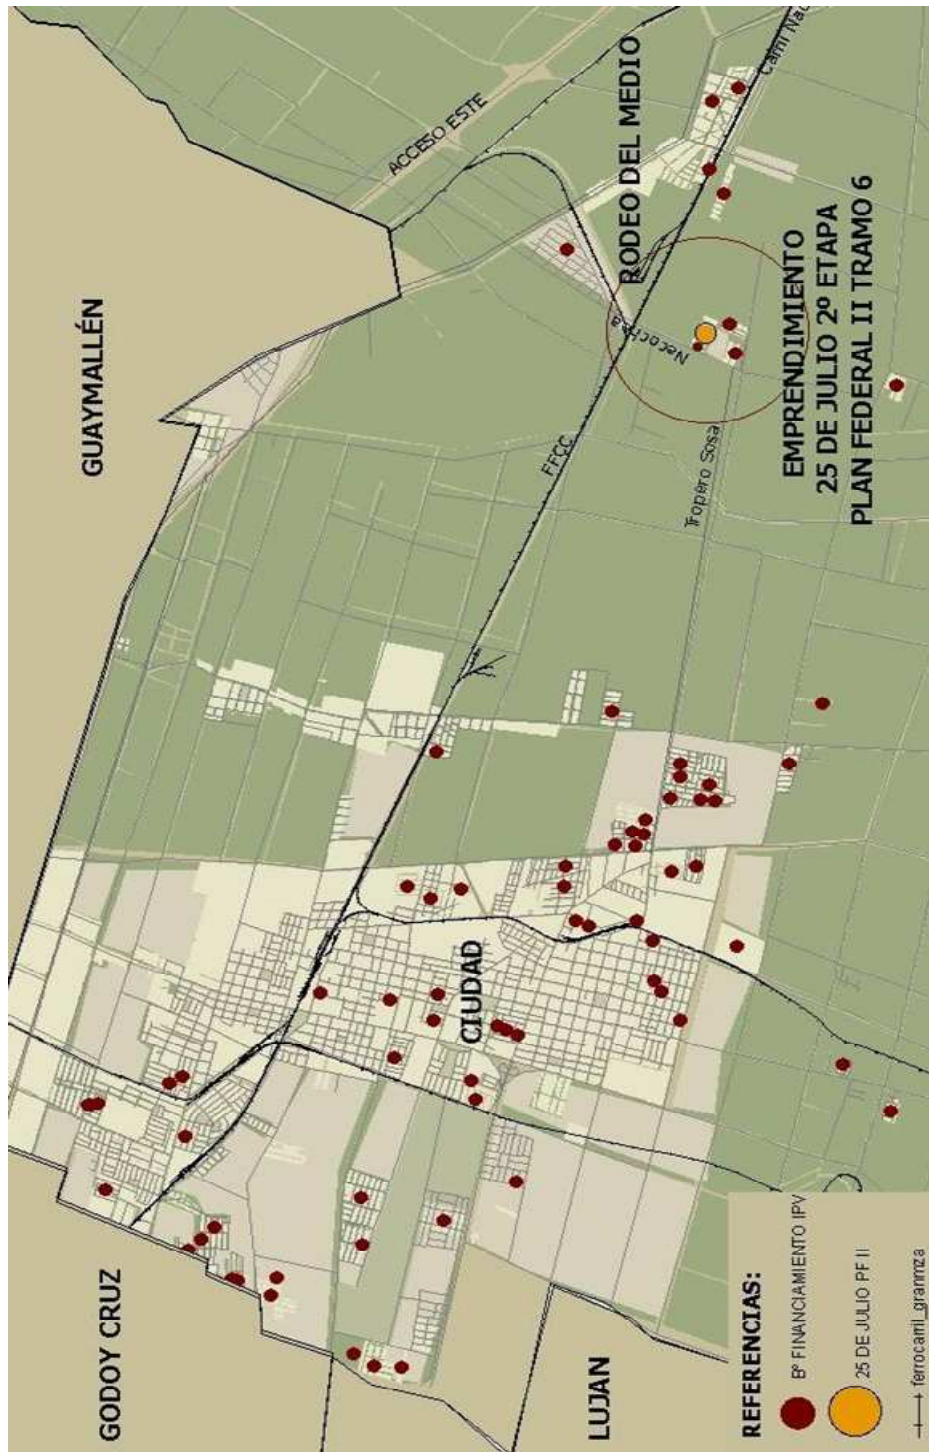 GUAYMALLÉN
ACCESO ESTE
RODEO DEL MEDIO
Necochea
FFCC
Tropero Sosa
EMPRENDIMIENTO
25 DE JULIO 2º ETAPA
PLAN FEDERAL II TRAMO 6
GODOY CRUZ
CIUDAD
LUJAN
REFERENCIAS:
Bº FINANCIAMIENTO IPV
25 DE JULIO PF II